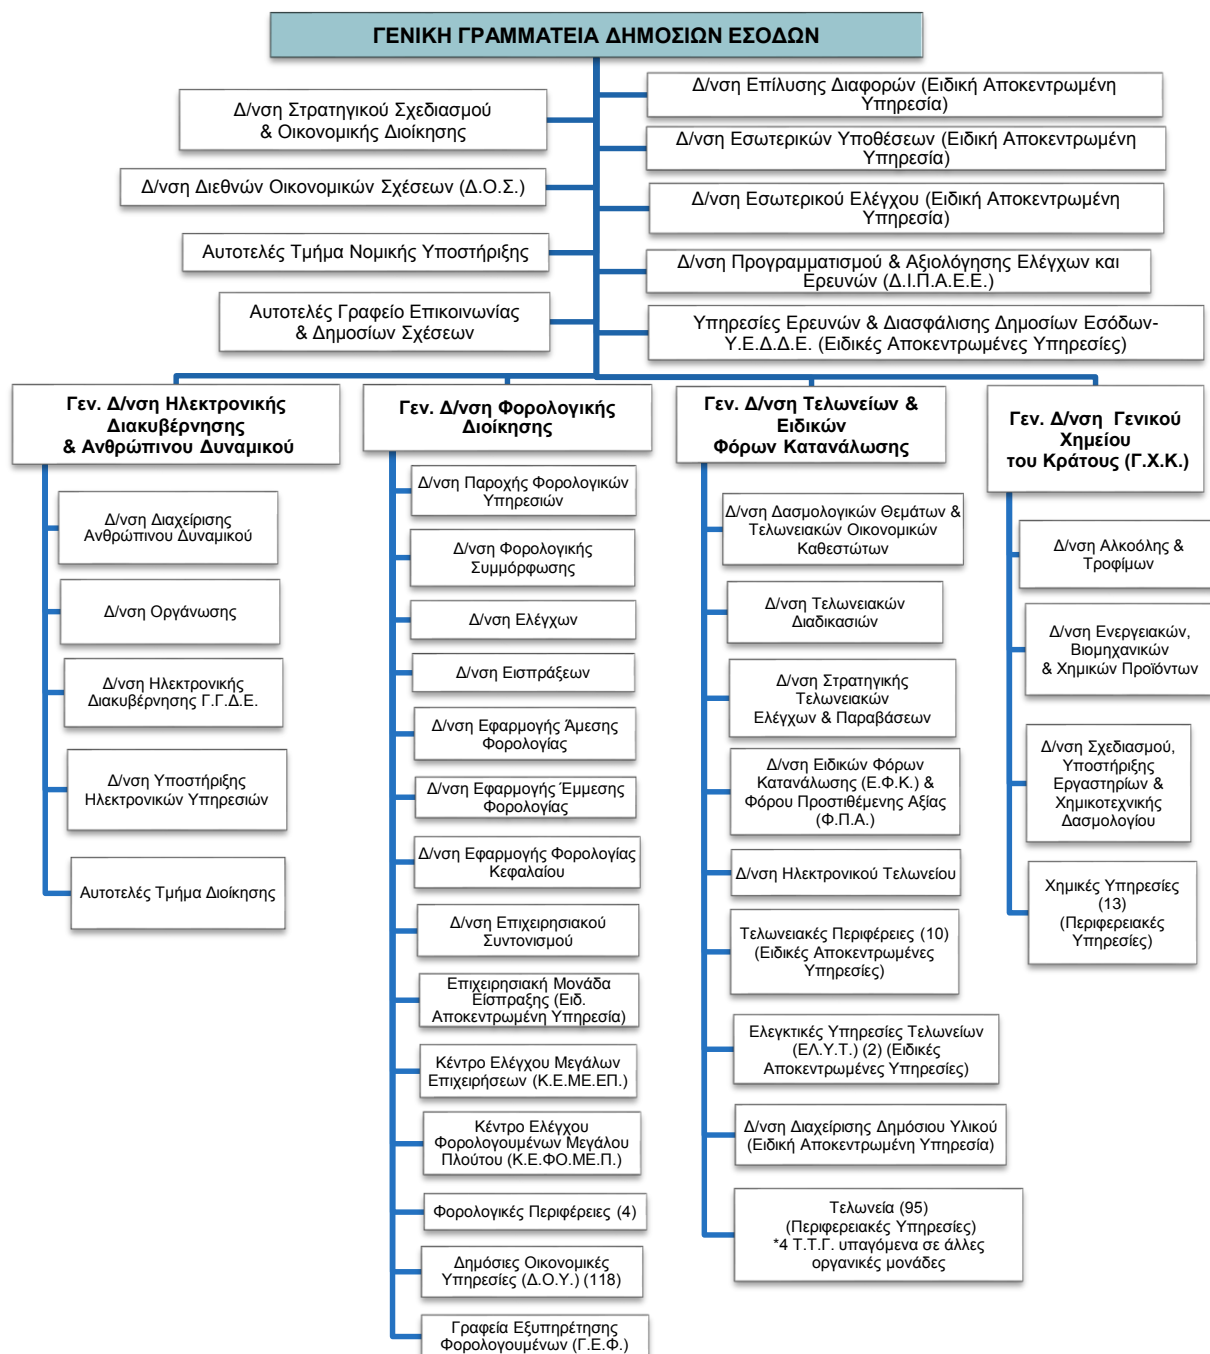 ΓΕΝΙΚΗ ΓΡΑΜΜΑΤΕΙΑ ΔΗΜΟΣΙΩΝ ΕΣΟΔΩΝ
Δ/νση Στρατηγικού Σχεδιασμού
& Οικονομικής Διοίκησης
Δ/νση Διεθνών Οικονομικών Σχέσεων (Δ.Ο.Σ.)
Αυτοτελές Τμήμα Νομικής Υποστήριξης
Αυτοτελές Γραφείο Επικοινωνίας
& Δημοσίων Σχέσεων
Δ/νση Επίλυσης Διαφορών (Ειδική Αποκεντρωμένη
Υπηρεσία)
Δ/νση Εσωτερικών Υποθέσεων (Ειδική Αποκεντρωμένη
Υπηρεσία)
Δ/νση Εσωτερικού Ελέγχου (Ειδική Αποκεντρωμένη
Υπηρεσία)
Δ/νση Προγραμματισμού & Αξιολόγησης Ελέγχων και
Ερευνών (Δ.Ι.Π.Α.Ε.Ε.)
Υπηρεσίες Ερευνών & Διασφάλισης Δημοσίων Εσόδων-
Υ.Ε.Δ.Δ.Ε. (Ειδικές Αποκεντρωμένες Υπηρεσίες)
Γεν. Δ/νση Ηλεκτρονικής
Διακυβέρνησης
& Ανθρώπινου Δυναμικού
Δ/νση Διαχείρισης
Ανθρώπινου Δυναμικού
Δ/νση Οργάνωσης
Δ/νση Ηλεκτρονικής
Διακυβέρνησης Γ.Γ.Δ.Ε.
Δ/νση Υποστήριξης
Ηλεκτρονικών Υπηρεσιών
Αυτοτελές Τμήμα Διοίκησης
Γεν. Δ/νση Φορολογικής
Διοίκησης
Δ/νση Παροχής Φορολογικών
Υπηρεσιών
Δ/νση Φορολογικής
Συμμόρφωσης
Δ/νση Ελέγχων
Δ/νση Εισπράξεων
Δ/νση Εφαρμογής Άμεσης
Φορολογίας
Δ/νση Εφαρμογής Έμμεσης
Φορολογίας
Δ/νση Εφαρμογής Φορολογίας
Κεφαλαίου
Δ/νση Επιχειρησιακού
Συντονισμού
Επιχειρησιακή Μονάδα
Είσπραξης (Ειδ.
Αποκεντρωμένη Υπηρεσία)
Κέντρο Ελέγχου Μεγάλων
Επιχειρήσεων (Κ.Ε.ΜΕ.ΕΠ.)
Κέντρο Ελέγχου
Φορολογουμένων Μεγάλου
Πλούτου (Κ.Ε.ΦΟ.ΜΕ.Π.)
Φορολογικές Περιφέρειες (4)
Δημόσιες Οικονομικές
Υπηρεσίες (Δ.Ο.Υ.) (118)
Γραφεία Εξυπηρέτησης
Φορολογουμένων (Γ.Ε.Φ.)
Γεν. Δ/νση Τελωνείων &
Ειδικών
Φόρων Κατανάλωσης
Δ/νση Δασμολογικών Θεμάτων &
Τελωνειακών Οικονομικών
Καθεστώτων
Δ/νση Τελωνειακών
Διαδικασιών
Δ/νση Στρατηγικής
Τελωνειακών
Ελέγχων & Παραβάσεων
Δ/νση Ειδικών Φόρων
Κατανάλωσης (Ε.Φ.Κ.) &
Φόρου Προστιθέμενης Αξίας
(Φ.Π.Α.)
Δ/νση Ηλεκτρονικού Τελωνείου
Τελωνειακές Περιφέρειες (10)
(Ειδικές Αποκεντρωμένες
Υπηρεσίες)
Ελεγκτικές Υπηρεσίες Τελωνείων
(ΕΛ.Υ.Τ.) (2) (Ειδικές
Αποκεντρωμένες Υπηρεσίες)
Δ/νση Διαχείρισης Δημόσιου Υλικού
(Ειδική Αποκεντρωμένη Υπηρεσία)
Τελωνεία (95)
(Περιφερειακές Υπηρεσίες)
*4 Τ.Τ.Γ. υπαγόμενα σε άλλες
οργανικές μονάδες
Γεν. Δ/νση Γενικού
Χημείου
του Κράτους (Γ.Χ.Κ.)
Δ/νση Αλκοόλης &
Τροφίμων
Δ/νση Ενεργειακών,
Βιομηχανικών
& Χημικών Προϊόντων
Δ/νση Σχεδιασμού,
Υποστήριξης
Εργαστηρίων &
Χημικοτεχνικής
Δασμολογίου
Χημικές Υπηρεσίες
(13)
(Περιφερειακές
Υπηρεσίες)